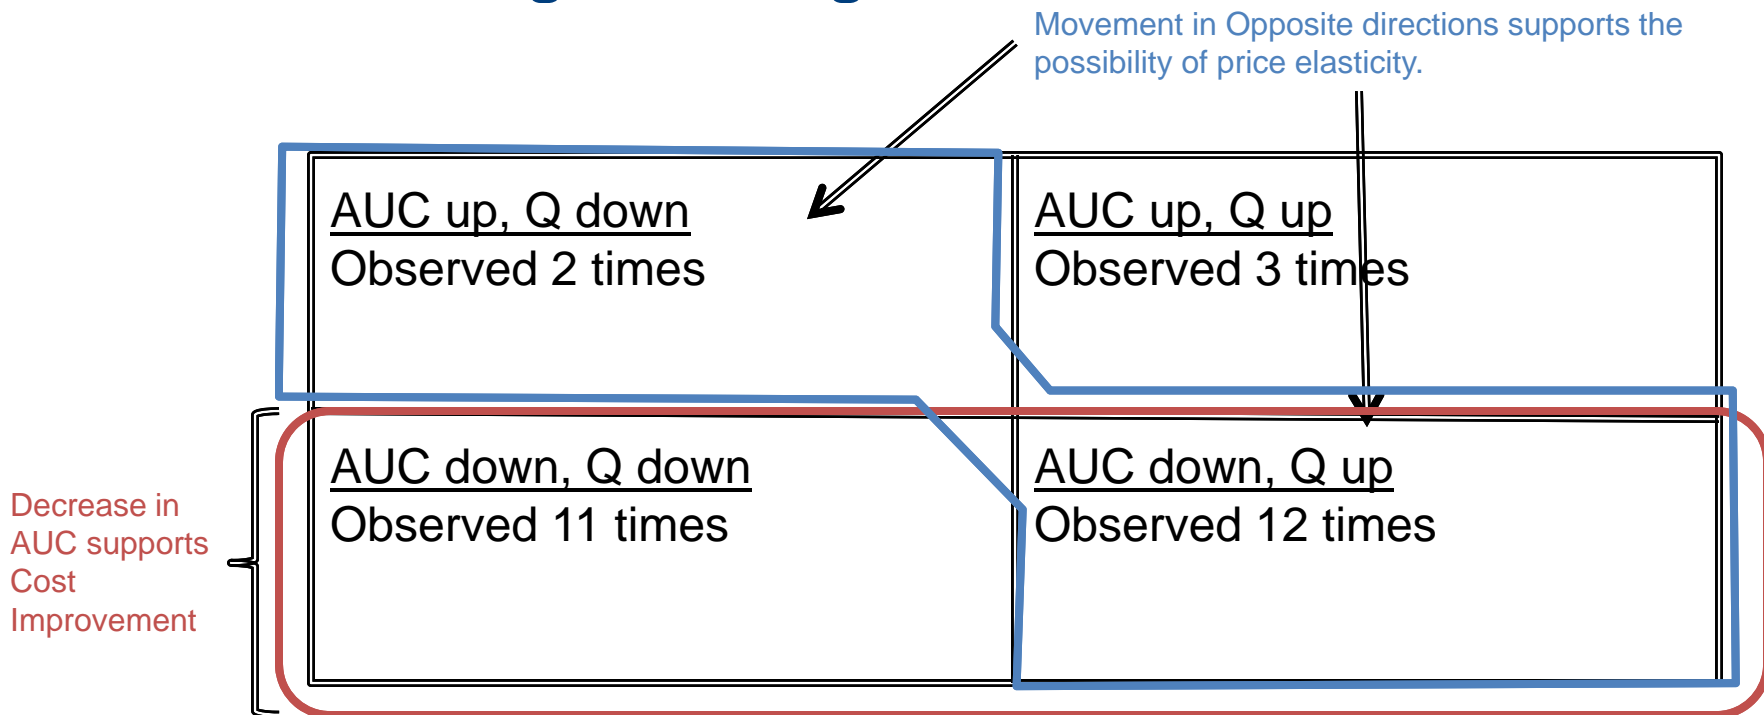 Movement in Opposite directions supports the
possibility of price elasticity.
AUC up, Q down
Observed 2 times
AUC up, Q up
Observed 3 times
AUC down, Q down
Observed 11 times
AUC down, Q up
Observed 12 times
Decrease in
AUC supports
Cost
Improvement